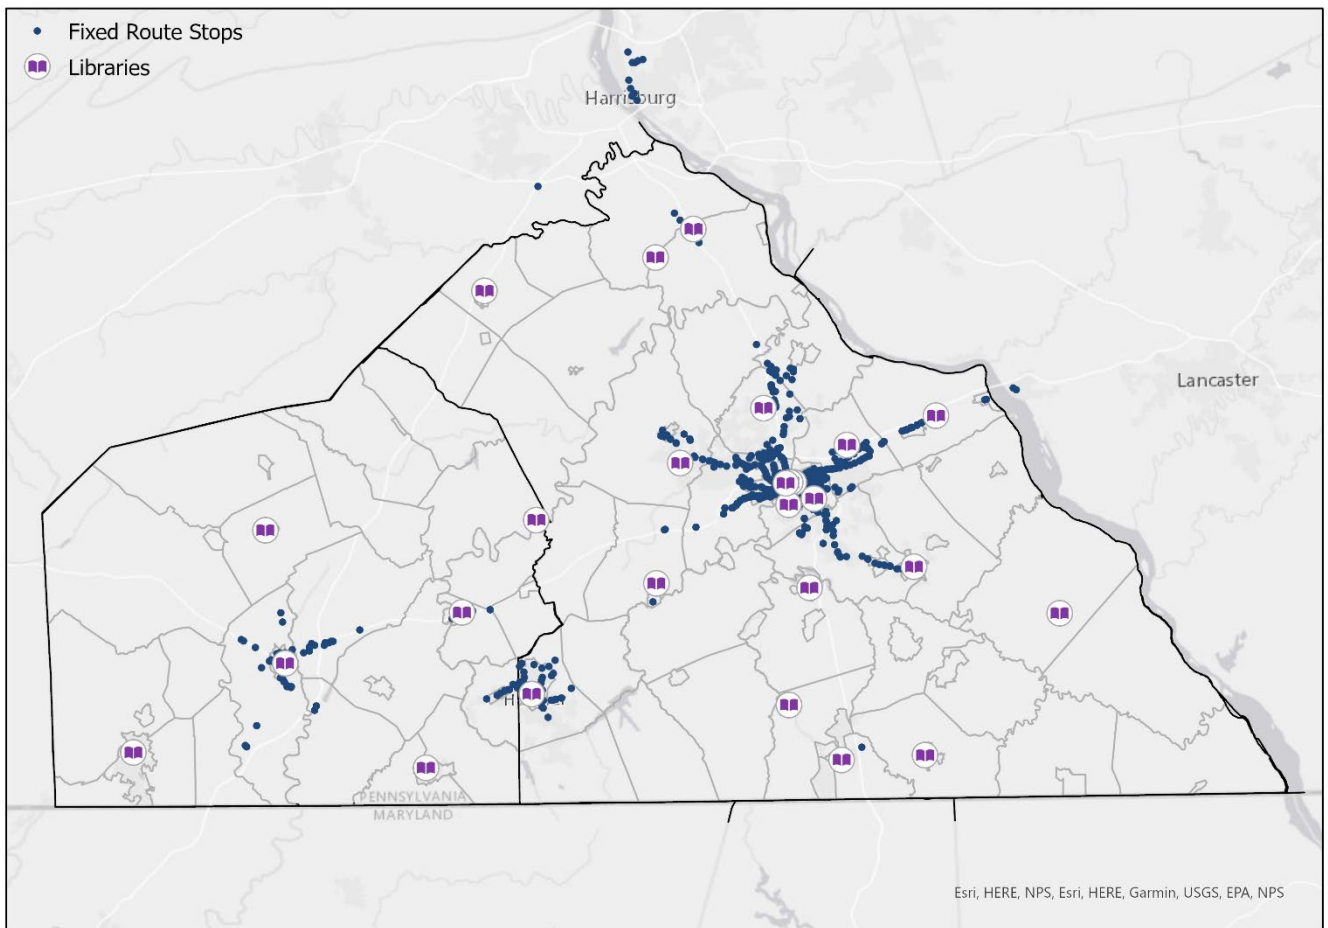 Fixed Route Stops
Libraries
Harrisburg
Lancaster
PENNSYLVANIA
MARYLAND
Esri, HERE, NPS, Esri, HERE, Garmin, USGS, EPA, NPS